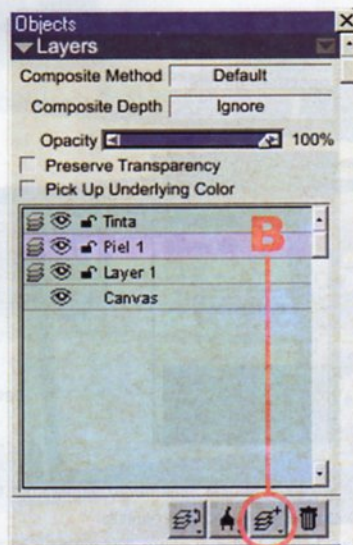 Objects
Layers
Composite Method Default
Composite Depth Ignore
Opacity 100%
Preserve Transparency
Pick Up Underlying Color
Tinta
B
Piel 1
Layer 1
Canvas